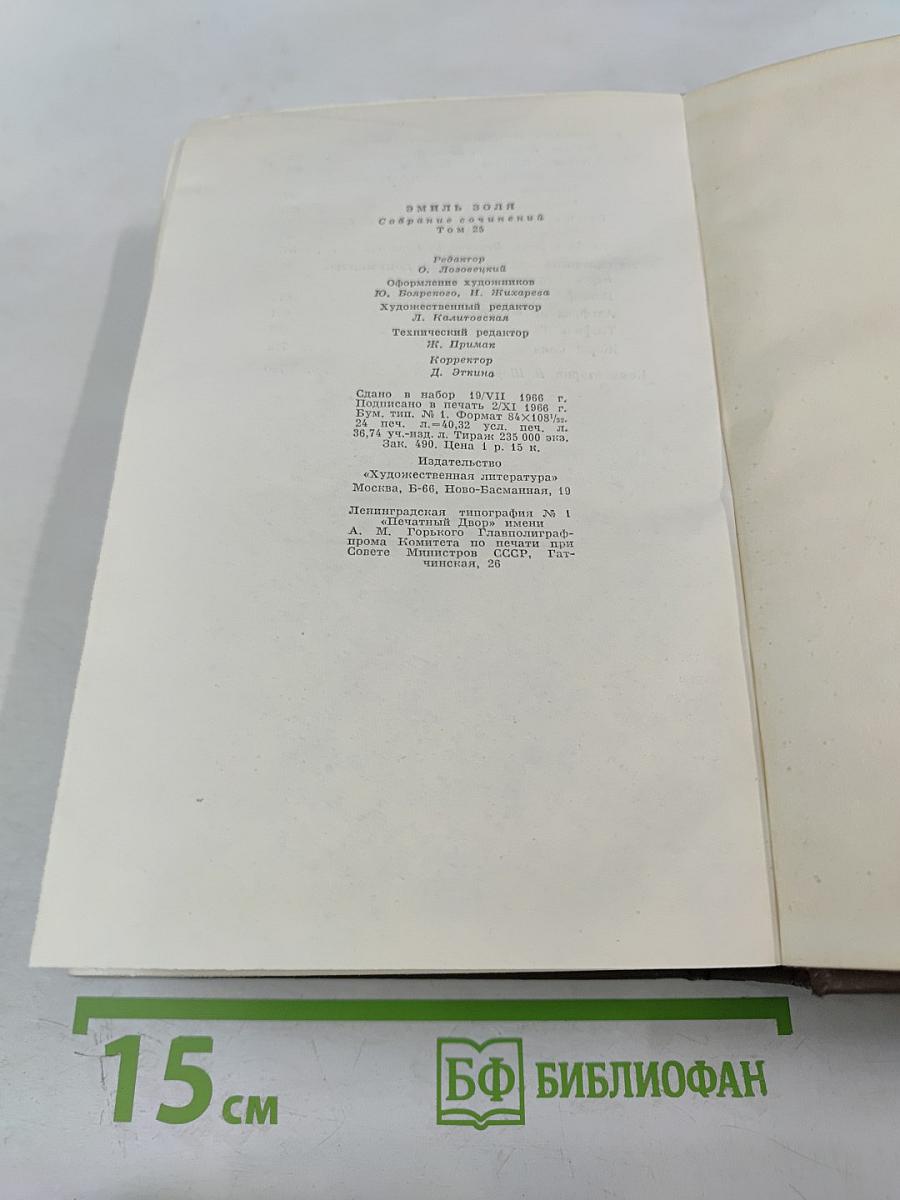 ЭМИЛЬ ЗОЛЯ
Собрание сочинений
Том 25
Редактор
О. Лозовецкий
Оформление художников
Ю. Боярского, И. Жихарева
Художественный редактор
Л. Калитовская
Технический редактор
Ж. Примак
Корректор
Д. Эткина
Сдано в набор 19/VII 1966 г.
Подписано в печать 2/XI 1966 г.
Бум. тип. № 1. Формат 84×108¹/₃₂.
24 печ. л.=40,32 усл. печ. л.
36,74 уч.-изд. л. Тираж 235 000 экз.
Зак. 490. Цена 1 р. 15 к.
Издательство
«Художественная литература»
Москва, Б-66, Ново-Басманная, 19
Ленинградская типография № 1
«Печатный Двор» имени
А. М. Горького Главполиграф-
прома Комитета по печати при
Совете Министров СССР, Гат-
чинская, 26
15 см
БФ БИБЛИОФАН